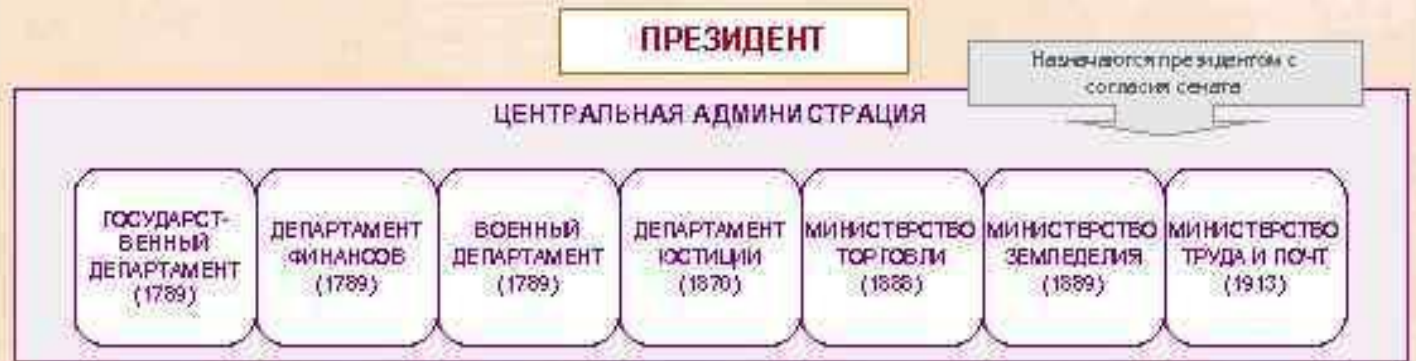 ПРЕЗИДЕНТ
Назначаются президентом с
согласия сената
ЦЕНТРАЛЬНАЯ АДМИНИСТРАЦИЯ
ГОСУДАРСТ-
ВЕННЫЙ
ДЕПАРТАМЕНТ
(1789)
ДЕПАРТАМЕНТ
ФИНАНСОВ
(1789)
ВОЕННЫЙ
ДЕПАРТАМЕНТ
(1789)
ДЕПАРТАМЕНТ
ЮСТИЦИИ
(1870)
МИНИСТЕРСТВО
ТОРГОВЛИ
(1888)
МИНИСТЕРСТВО
ЗЕМЛЕДЕЛИЯ
(1889)
МИНИСТЕРСТВО
ТРУДА И ПОЧТ
(1913)